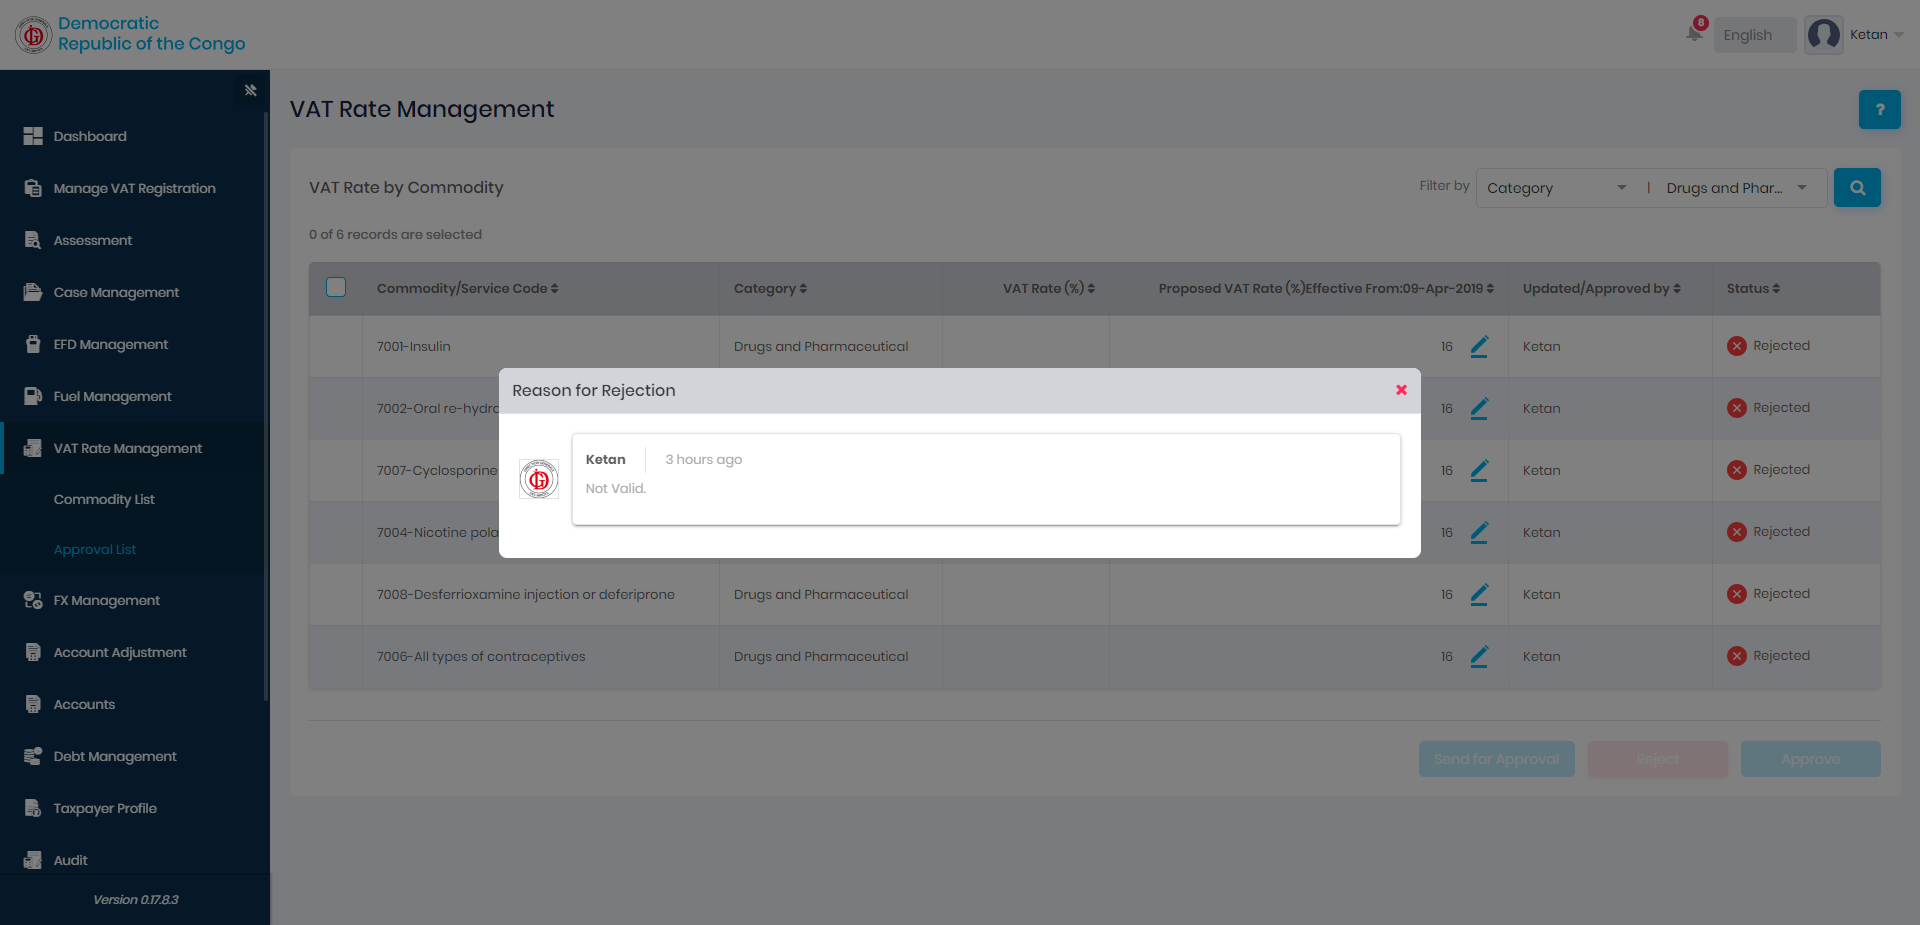 Democratic
Republic of the Congo
8
English
Ketan
Dashboard
Manage VAT Registration
Assessment
Case Management
EFD Management
Fuel Management
VAT Rate Management
Commodity List
Approval List
FX Management
Account Adjustment
Accounts
Debt Management
Taxpayer Profile
Audit
Version 0.17.8.3
VAT Rate Management
?
VAT Rate by Commodity
Filter by Category | Drugs and Phar...
0 of 6 records are selected
Commodity/Service Code Category VAT Rate (%) Proposed VAT Rate (%)Effective From:09-Apr-2019 Updated/Approved by Status
7001-Insulin Drugs and Pharmaceutical 16 Ketan Rejected
7002-Oral re-hydra 16 Ketan Rejected
7007-Cyclosporine 16 Ketan Rejected
7004-Nicotine pola 16 Ketan Rejected
7008-Desferrioxamine injection or deferiprone Drugs and Pharmaceutical 16 Ketan Rejected
7006-All types of contraceptives Drugs and Pharmaceutical 16 Ketan Rejected
Reason for Rejection
Ketan 3 hours ago
Not Valid.
Send for Approval Reject Approve